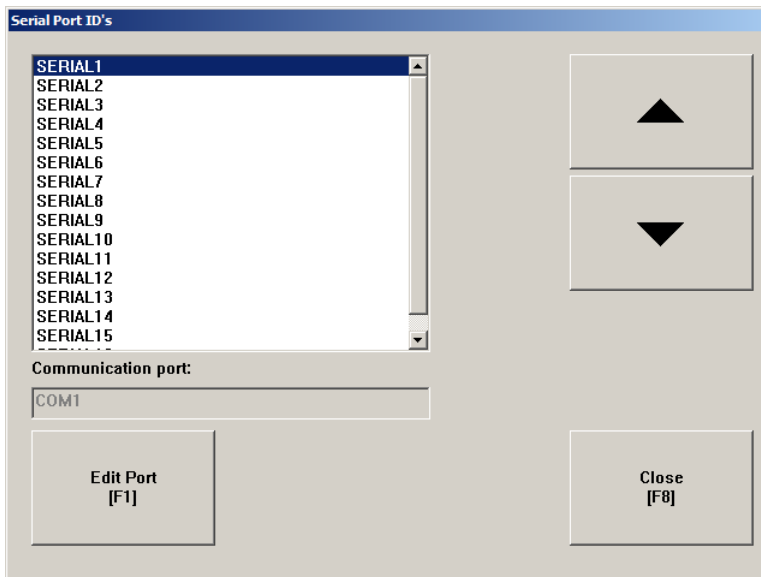 Serial Port ID's
SERIAL1
SERIAL2
SERIAL3
SERIAL4
SERIAL5
SERIAL6
SERIAL7
SERIAL8
SERIAL9
SERIAL10
SERIAL11
SERIAL12
SERIAL13
SERIAL14
SERIAL15
Communication port:
COM1
Edit Port
[F1]
Close
[F8]